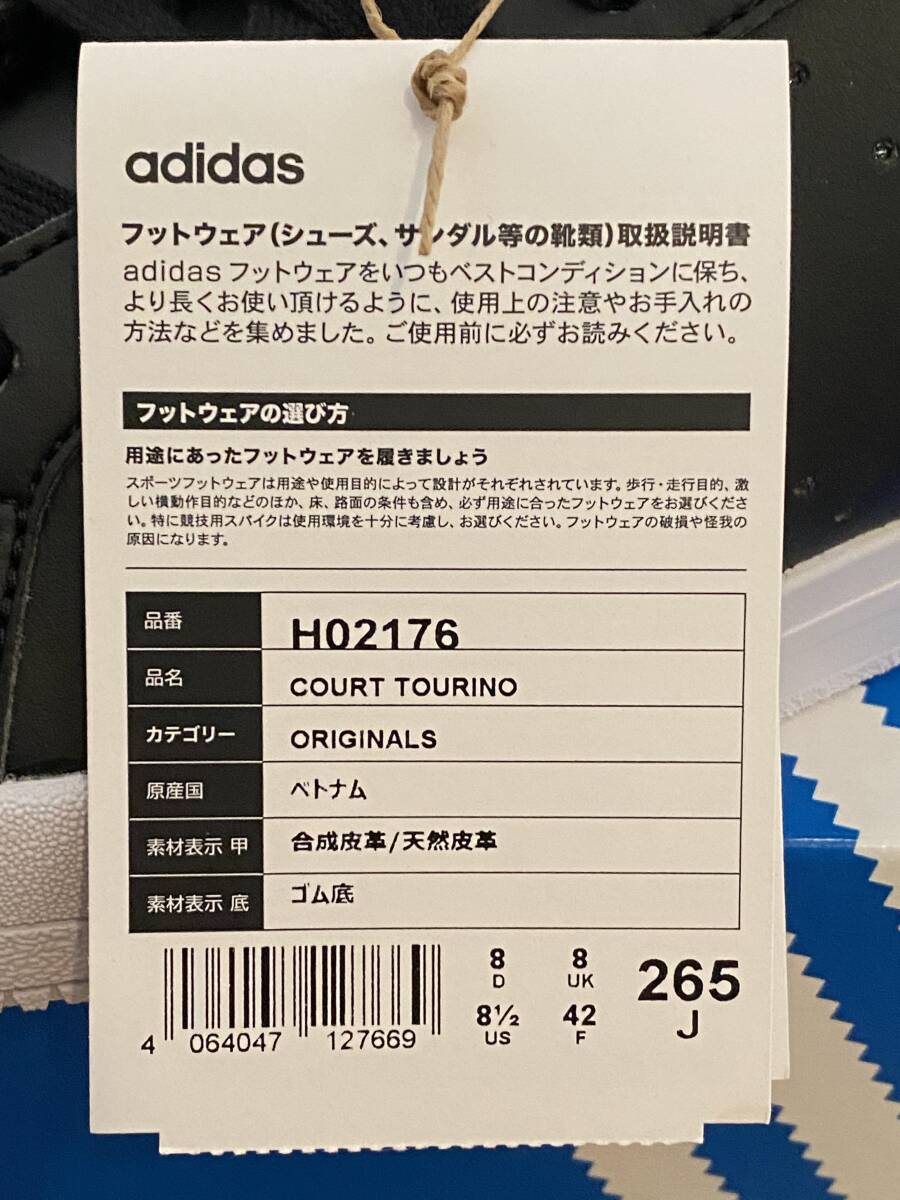 adidas
フットウェア(シューズ、サンダル等の靴類)取扱説明書
adidas フットウェアをいつもベストコンディションに保ち、
より長くお使い頂けるように、使用上の注意やお手入れの
方法などを集めました。ご使用前に必ずお読みください。
フットウェアの選び方
用途にあったフットウェアを履きましょう
スポーツフットウェアは用途や使用目的によって設計がそれぞれされています。歩行・走行目的、激
しい機動作目的などのほか、床、路面の条件も含め、必ず用途に合ったフットウェアをお選びくださ
い。特に競技用スパイクは使用環境を十分に考慮し、お選びください。フットウェアの破損や怪我の
原因になります。
品番 H02176
品名 COURT TOURINO
カテゴリー ORIGINALS
原産国 ベトナム
素材表示 甲 合成皮革/天然皮革
素材表示 底 ゴム底
8 D 8 UK 265 J
8½ US 42 F
4 064047 127669